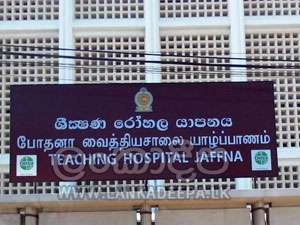 ශික්ෂණ රෝහල යාපනය
போதனா வைத்தியசாலை யாழ்ப்பாணம்
TEACHING HOSPITAL JAFFNA
ලංකාදීප
WWW.LANKADEEPA.LK